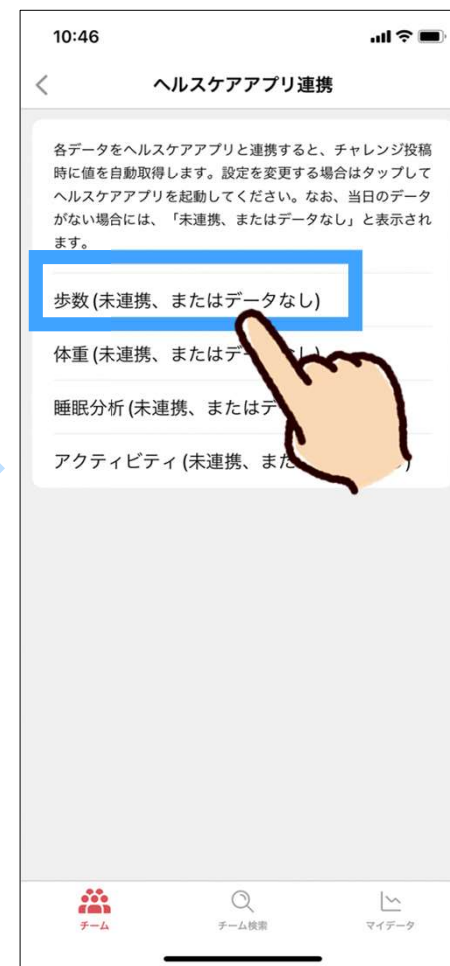 10:46
ヘルスケアアプリ連携
各データをヘルスケアアプリと連携すると、チャレンジ投稿
時に値を自動取得します。設定を変更する場合はタップして
ヘルスケアアプリを起動してください。なお、当日のデータ
がない場合には、「未連携、またはデータなし」と表示され
ます。
歩数(未連携、またはデータなし)
体重(未連携、またはデ
睡眠分析(未連携、またはデ
アクティビティ(未連携、また
チーム
チーム検索
マイデータ